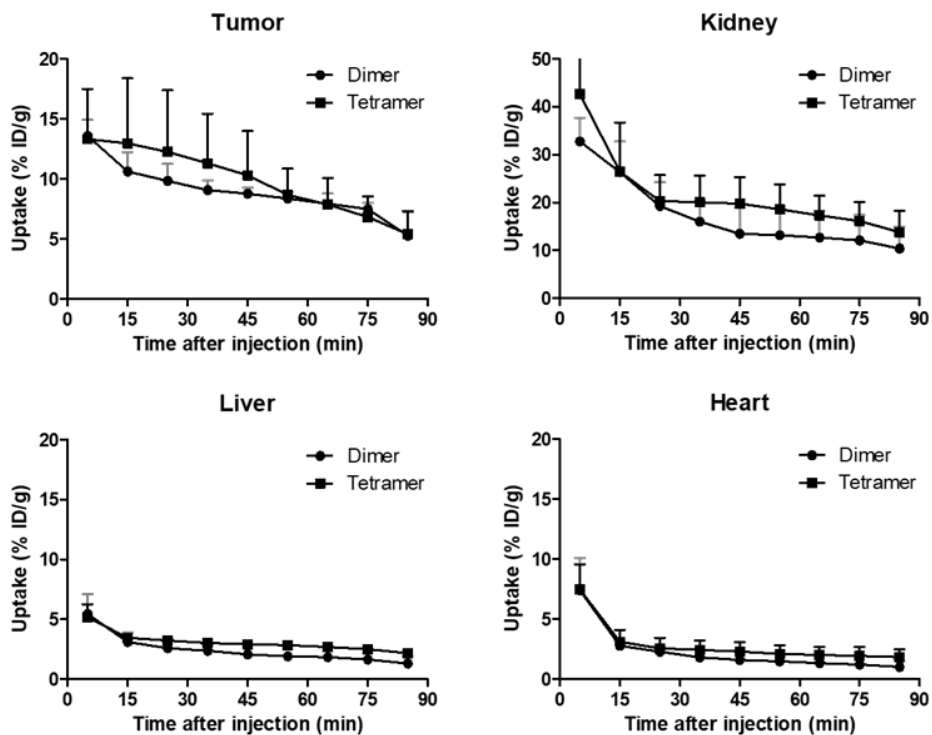 Tumor
Uptake (% ID/g)
20
15
10
5
0
Dimer
Tetramer
0 15 30 45 60 75 90
Time after injection (min)
Kidney
Uptake (% ID/g)
50
40
30
20
10
0
Dimer
Tetramer
0 15 30 45 60 75 90
Time after injection (min)
Liver
Uptake (% ID/g)
20
15
10
5
0
Dimer
Tetramer
0 15 30 45 60 75 90
Time after injection (min)
Heart
Uptake (% ID/g)
20
15
10
5
0
Dimer
Tetramer
0 15 30 45 60 75 90
Time after injection (min)